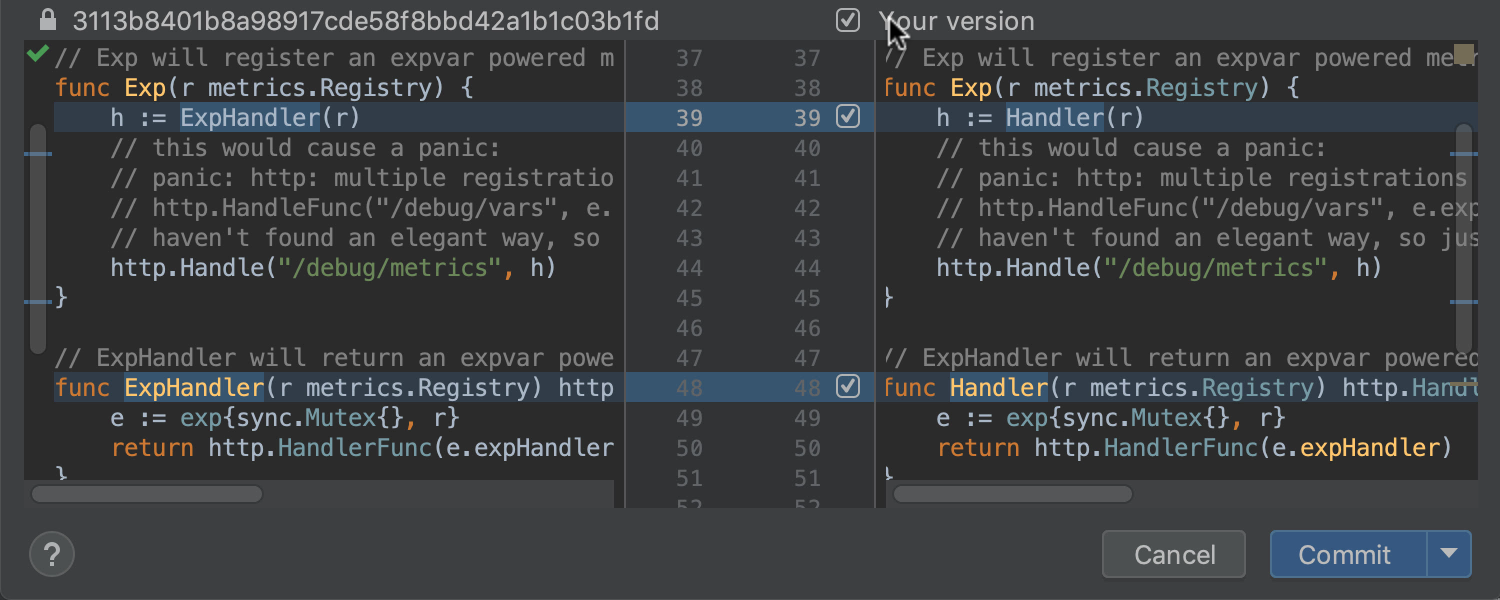 3113b8401b8a98917cde58f8bbd42a1b1c03b1fd
Your version
// Exp will register an expvar powered m
func Exp(r metrics.Registry) {
h := ExpHandler(r)
// this would cause a panic:
// panic: http: multiple registratio
// http.HandleFunc("/debug/vars", e.
// haven't found an elegant way, so
http.Handle("/debug/metrics", h)
}
// ExpHandler will return an expvar powe
func ExpHandler(r metrics.Registry) http
e := exp{sync.Mutex{}, r}
return http.HandlerFunc(e.expHandler
}
37 37
38 38
39 39
40 40
41 41
42 42
43 43
44 44
45 45
46 46
47 47
48 48
49 49
50 50
51 51
52 52
// Exp will register an expvar powered metr
func Exp(r metrics.Registry) {
h := Handler(r)
// this would cause a panic:
// panic: http: multiple registrations
// http.HandleFunc("/debug/vars", e.exp
// haven't found an elegant way, so jus
http.Handle("/debug/metrics", h)
}
// ExpHandler will return an expvar powered
func Handler(r metrics.Registry) http.Handl
e := exp{sync.Mutex{}, r}
return http.HandlerFunc(e.expHandler)
}
?
Cancel
Commit